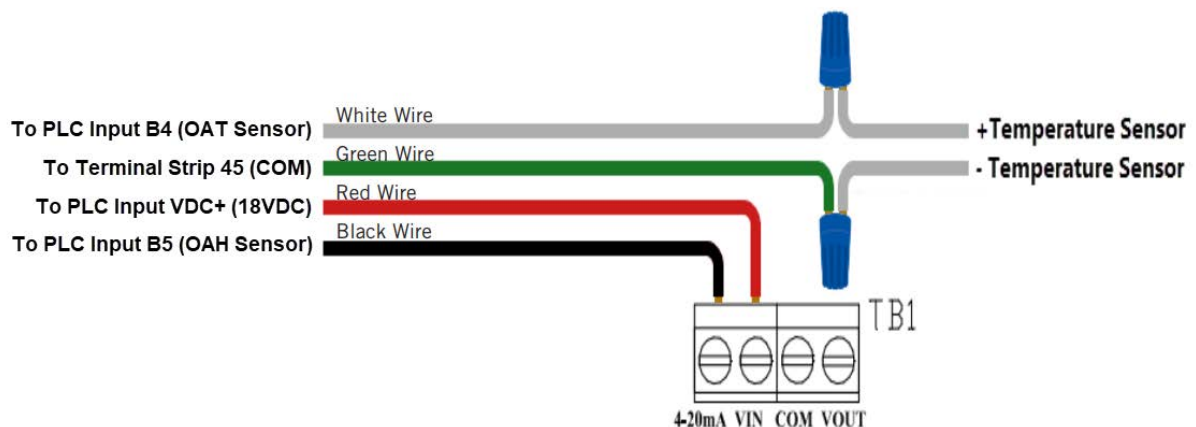 White Wire
To PLC Input B4 (OAT Sensor)
+Temperature Sensor
Green Wire
To Terminal Strip 45 (COM)
- Temperature Sensor
Red Wire
To PLC Input VDC+ (18VDC)
Black Wire
To PLC Input B5 (OAH Sensor)
TB1
4-20mA VIN COM VOUT